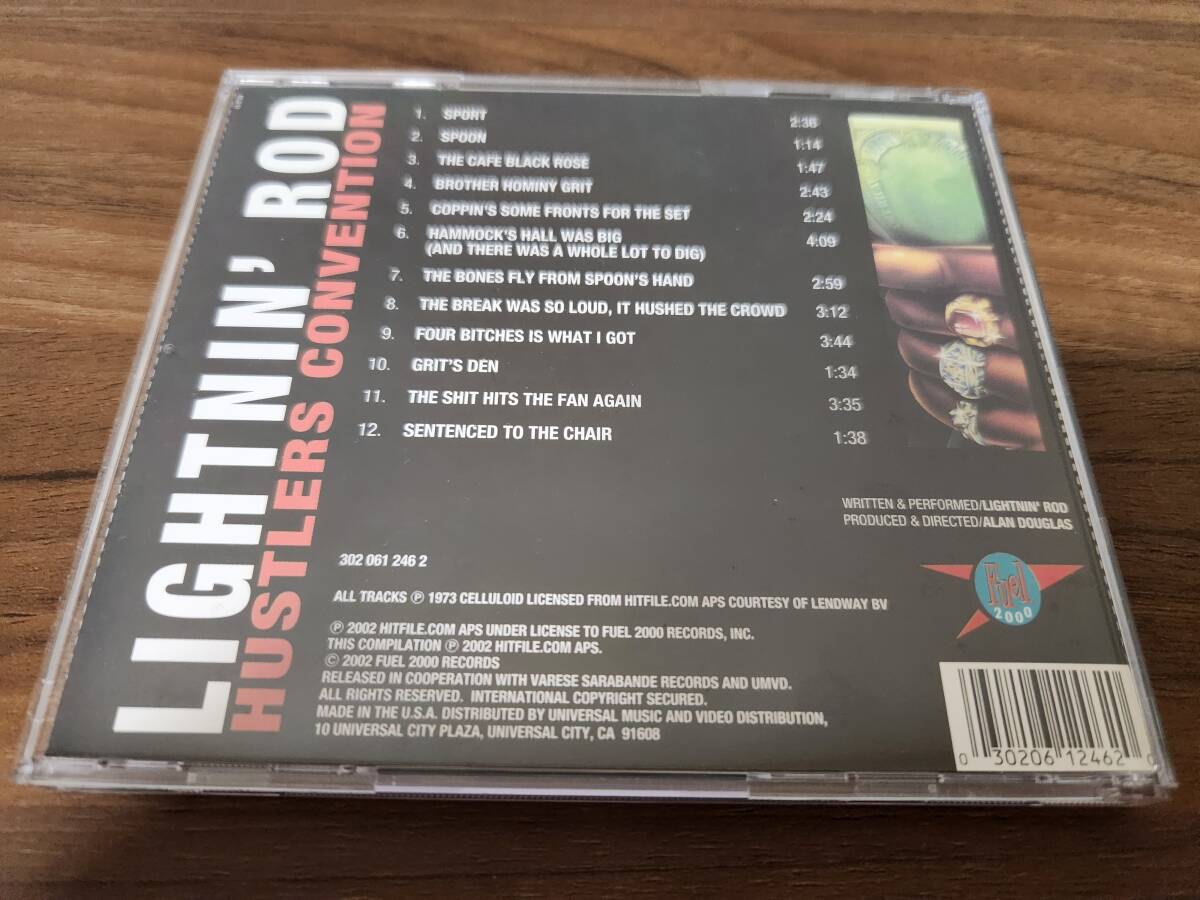 LIGHTNIN' ROD
HUSTLERS CONVENTION
1. SPORT 2:36
2. SPOON 1:14
3. THE CAFE BLACK ROSE 1:47
4. BROTHER HOMINY GRIT 2:43
5. COPPIN'S SOME FRONTS FOR THE SET 2:24
6. HAMMOCK'S HALL WAS BIG 4:09
(AND THERE WAS A WHOLE LOT TO DIG)
7. THE BONES FLY FROM SPOON'S HAND 2:59
8. THE BREAK WAS SO LOUD, IT HUSHED THE CROWD 3:12
9. FOUR BITCHES IS WHAT I GOT 3:44
10. GRIT'S DEN 1:34
11. THE SHIT HITS THE FAN AGAIN 3:35
12. SENTENCED TO THE CHAIR 1:38
WRITTEN & PERFORMED/LIGHTNIN' ROD
PRODUCED & DIRECTED/ALAN DOUGLAS
302 061 246 2
ALL TRACKS ℗ 1973 CELLULOID LICENSED FROM HITFILE.COM APS COURTESY OF LENDWAY BV
℗ 2002 HITFILE.COM APS UNDER LICENSE TO FUEL 2000 RECORDS, INC.
THIS COMPILATION ℗ 2002 HITFILE.COM APS.
© 2002 FUEL 2000 RECORDS
RELEASED IN COOPERATION WITH VARESE SARABANDE RECORDS AND UMVD.
ALL RIGHTS RESERVED. INTERNATIONAL COPYRIGHT SECURED.
MADE IN THE U.S.A. DISTRIBUTED BY UNIVERSAL MUSIC AND VIDEO DISTRIBUTION,
10 UNIVERSAL CITY PLAZA, UNIVERSAL CITY, CA 91608
Fuel
2000
0 30206 12462 0